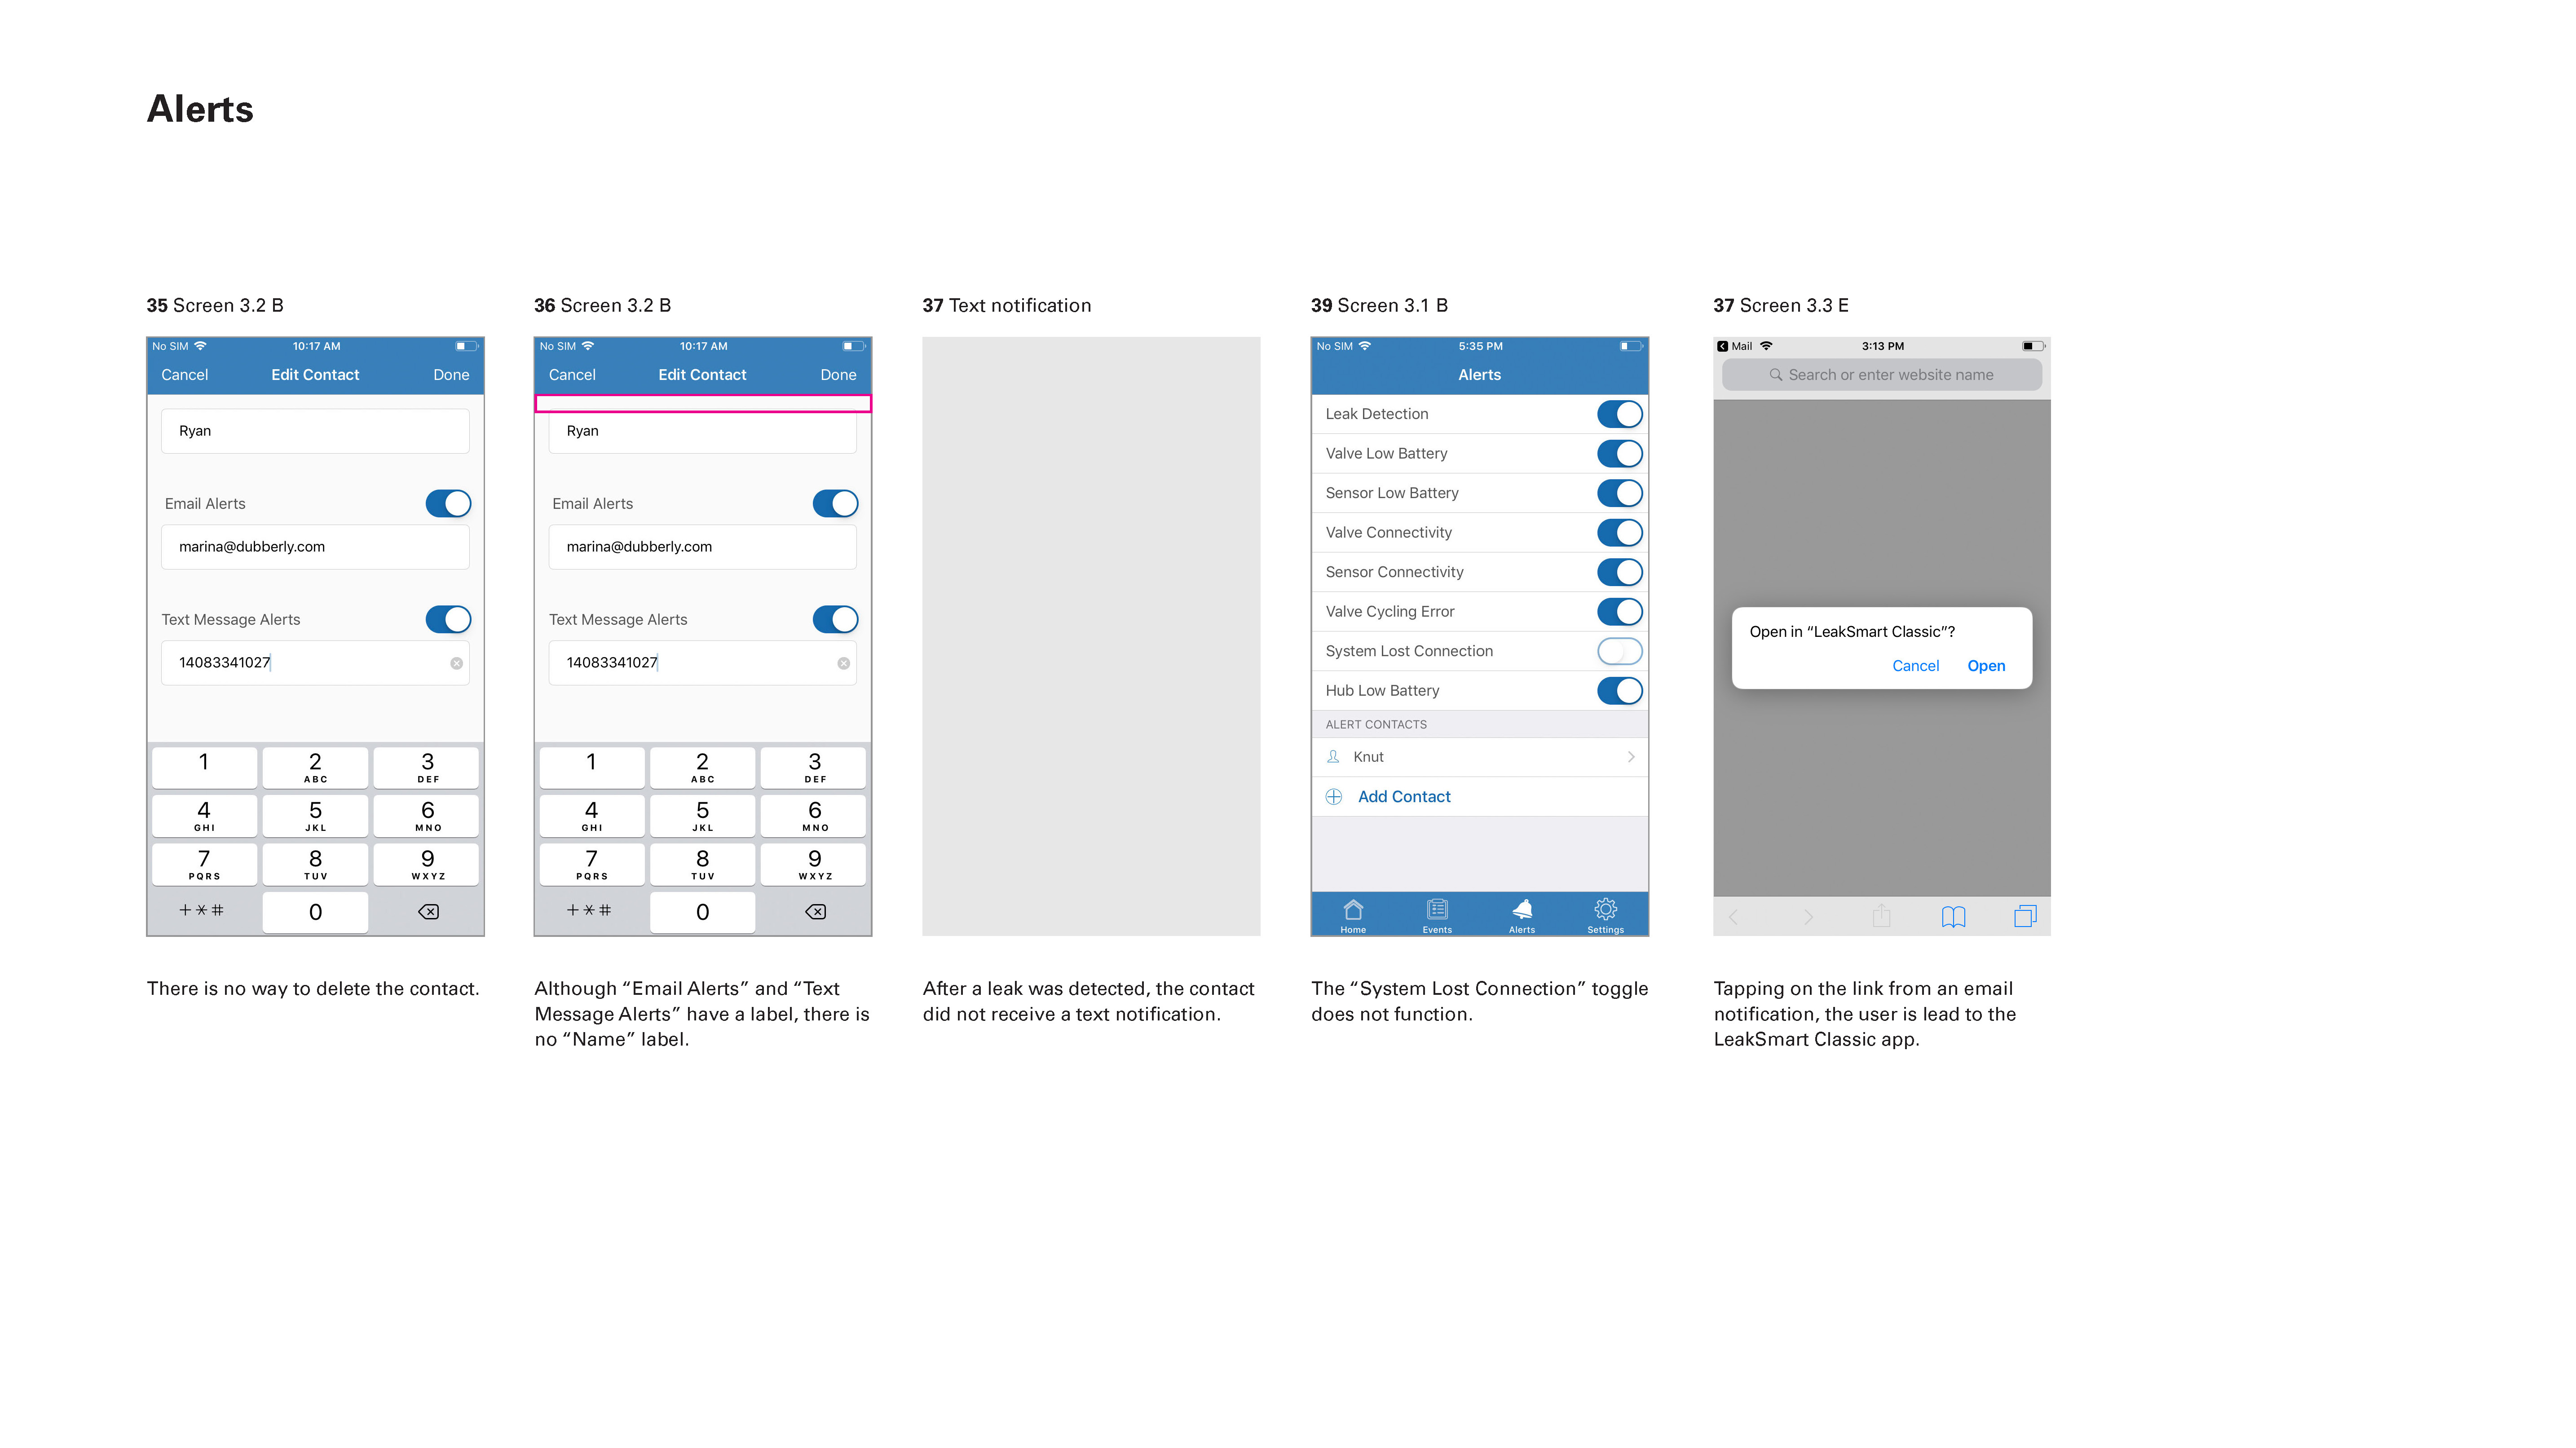 Alerts
35 Screen 3.2 B
No SIM 10:17 AM
Cancel Edit Contact Done
Ryan
Email Alerts
marina@dubberly.com
Text Message Alerts
14083341027
1 2 3
ABC DEF
4 5 6
GHI JKL MNO
7 8 9
PQRS TUV WXYZ
+*# 0
There is no way to delete the contact.
36 Screen 3.2 B
No SIM 10:17 AM
Cancel Edit Contact Done
Ryan
Email Alerts
marina@dubberly.com
Text Message Alerts
14083341027
1 2 3
ABC DEF
4 5 6
GHI JKL MNO
7 8 9
PQRS TUV WXYZ
+*# 0
Although “Email Alerts” and “Text
Message Alerts” have a label, there is
no “Name” label.
37 Text notification
After a leak was detected, the contact
did not receive a text notification.
39 Screen 3.1 B
No SIM 5:35 PM
Alerts
Leak Detection
Valve Low Battery
Sensor Low Battery
Valve Connectivity
Sensor Connectivity
Valve Cycling Error
System Lost Connection
Hub Low Battery
ALERT CONTACTS
Knut
Add Contact
Home Events Alerts Settings
The “System Lost Connection” toggle
does not function.
37 Screen 3.3 E
Mail 3:13 PM
Search or enter website name
Open in “LeakSmart Classic”?
Cancel Open
Tapping on the link from an email
notification, the user is lead to the
LeakSmart Classic app.